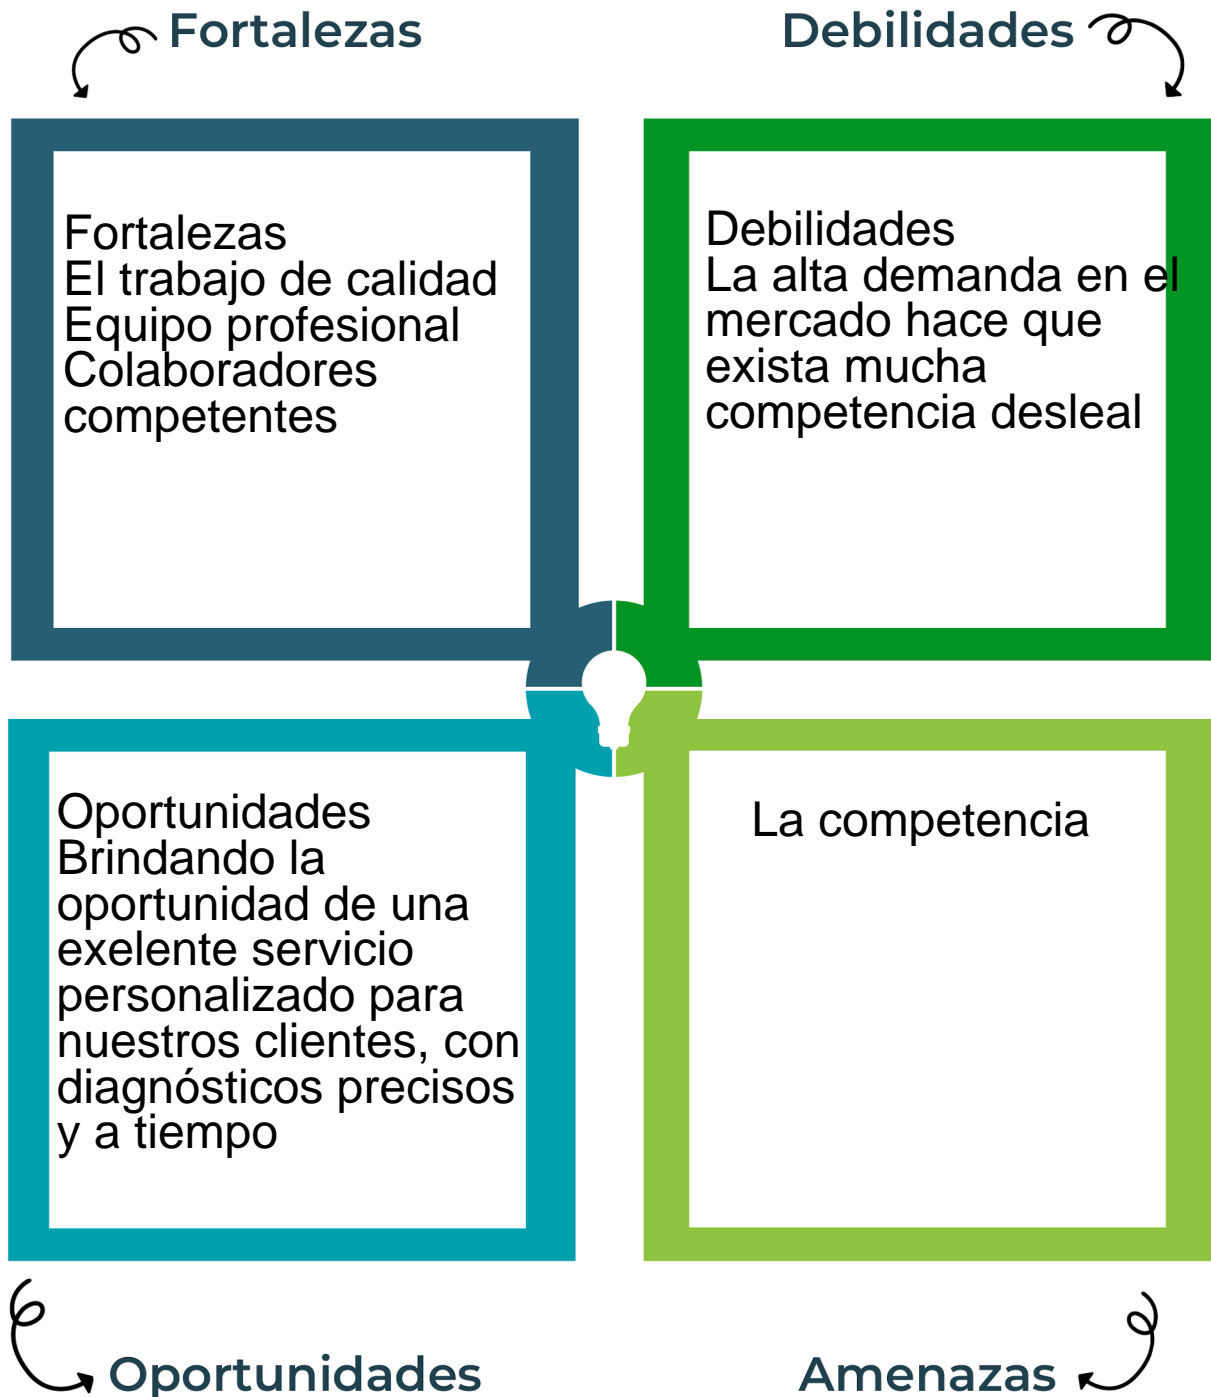 Fortalezas
Debilidades
Fortalezas
El trabajo de calidad
Equipo profesional
Colaboradores
competentes
Debilidades
La alta demanda en el
mercado hace que
exista mucha
competencia desleal
Oportunidades
Brindando la
oportunidad de una
exelente servicio
personalizado para
nuestros clientes, con
diagnósticos precisos
y a tiempo
La competencia
Oportunidades
Amenazas